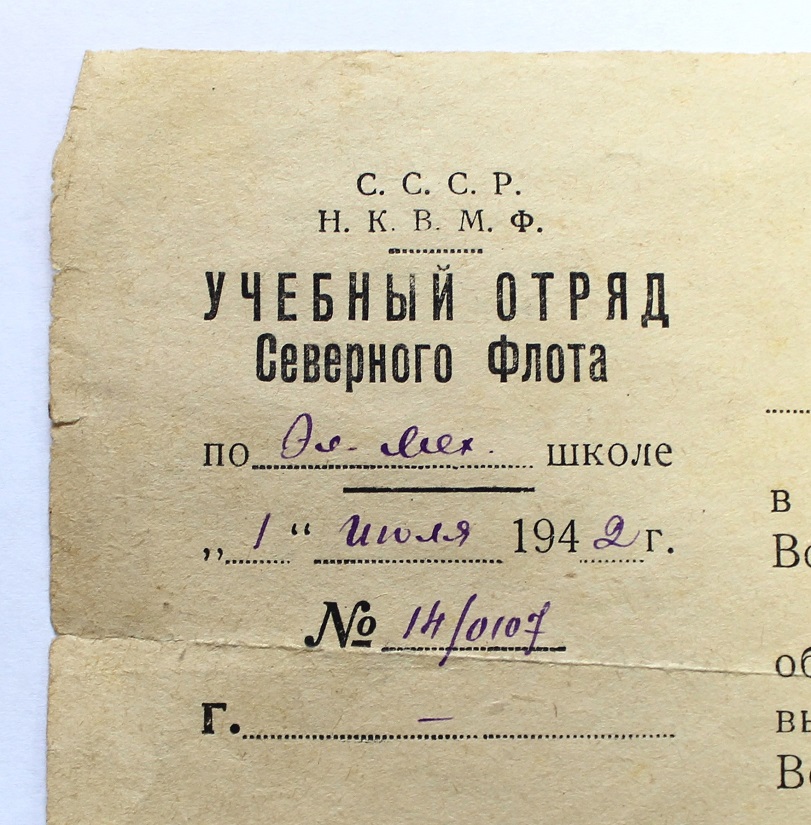 С. С. С. Р.
Н. К. В. М. Ф.
УЧЕБНЫЙ ОТРЯД
Северного Флота
по Эл-мех. школе
„ 1 “ июля 1942 г.
№ 14/0107
г. –
в
Во
об
вы
Во